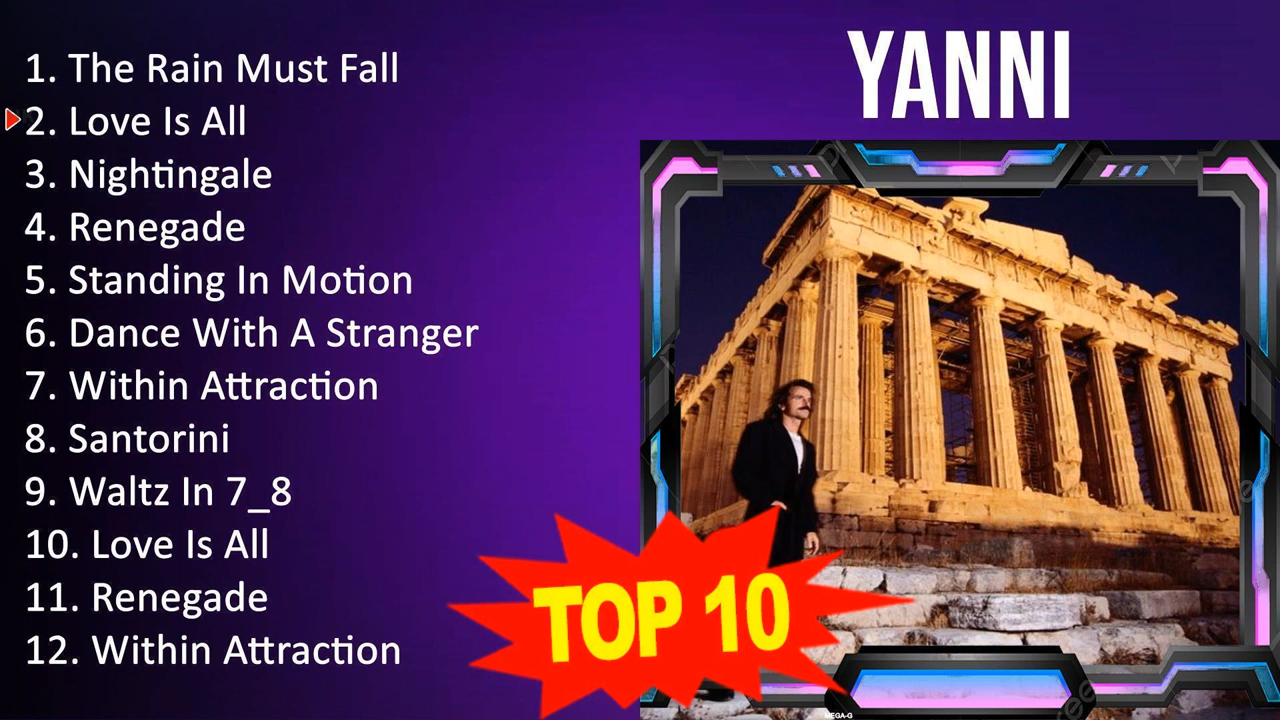 YANNI
1. The Rain Must Fall
2. Love Is All
3. Nightingale
4. Renegade
5. Standing In Motion
6. Dance With A Stranger
7. Within Attraction
8. Santorini
9. Waltz In 7_8
10. Love Is All
11. Renegade
12. Within Attraction
TOP 10
MEGA-G